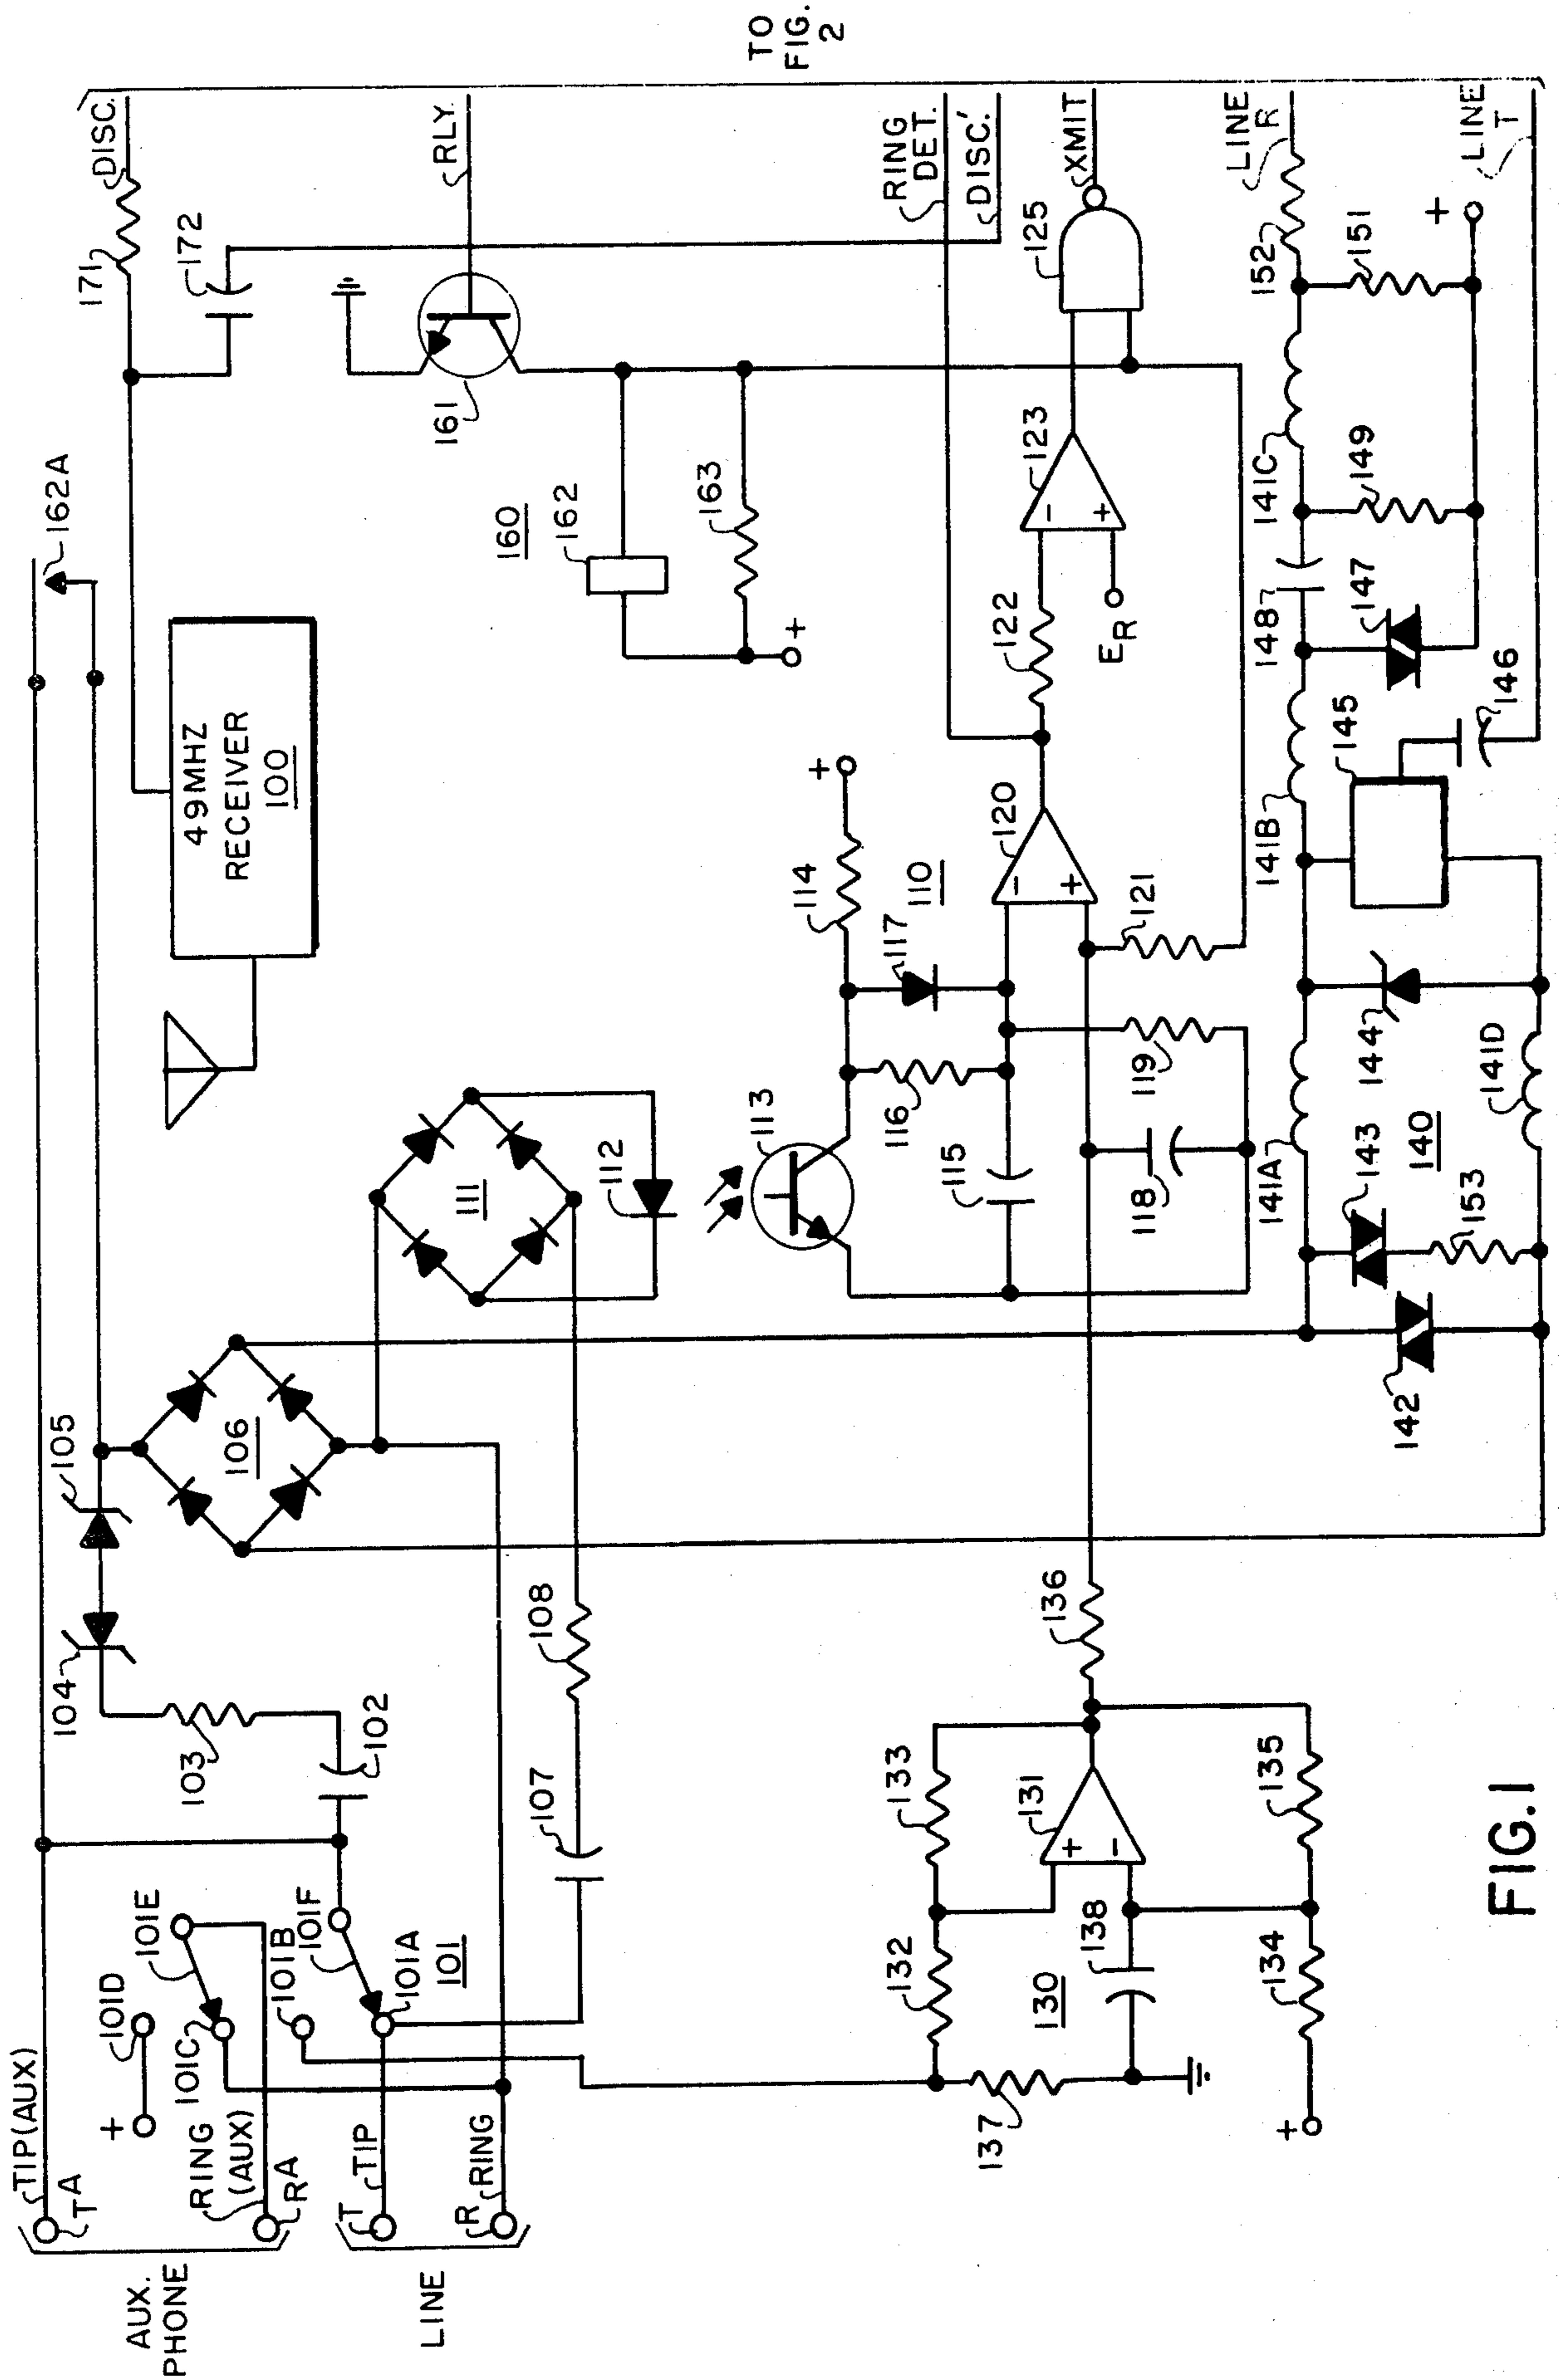 AUX.
PHONE
TIP(AUX)
TA
RING
(AUX)
RA
LINE
T
TIP
R
RING
+
101D
101C
101E
101B
101F
101A
101
102
103
104
105
106
107
108
111
112
162A
49MHZ
RECEIVER
100
171
DISC.
172
161
RLY.
160
162
163
+
113
114
+
115
116
117
110
118
119
120
-
+
121
122
123
-
+
ER
125
RING
DET.
DISC.'
XMIT
130
131
+
-
132
133
134
135
136
137
138
+
140
141A
141B
141C
141D
142
143
144
145
146
147
148
149
151
152
153
+
LINE
R
LINE
T
TO
FIG.
2
FIG.1